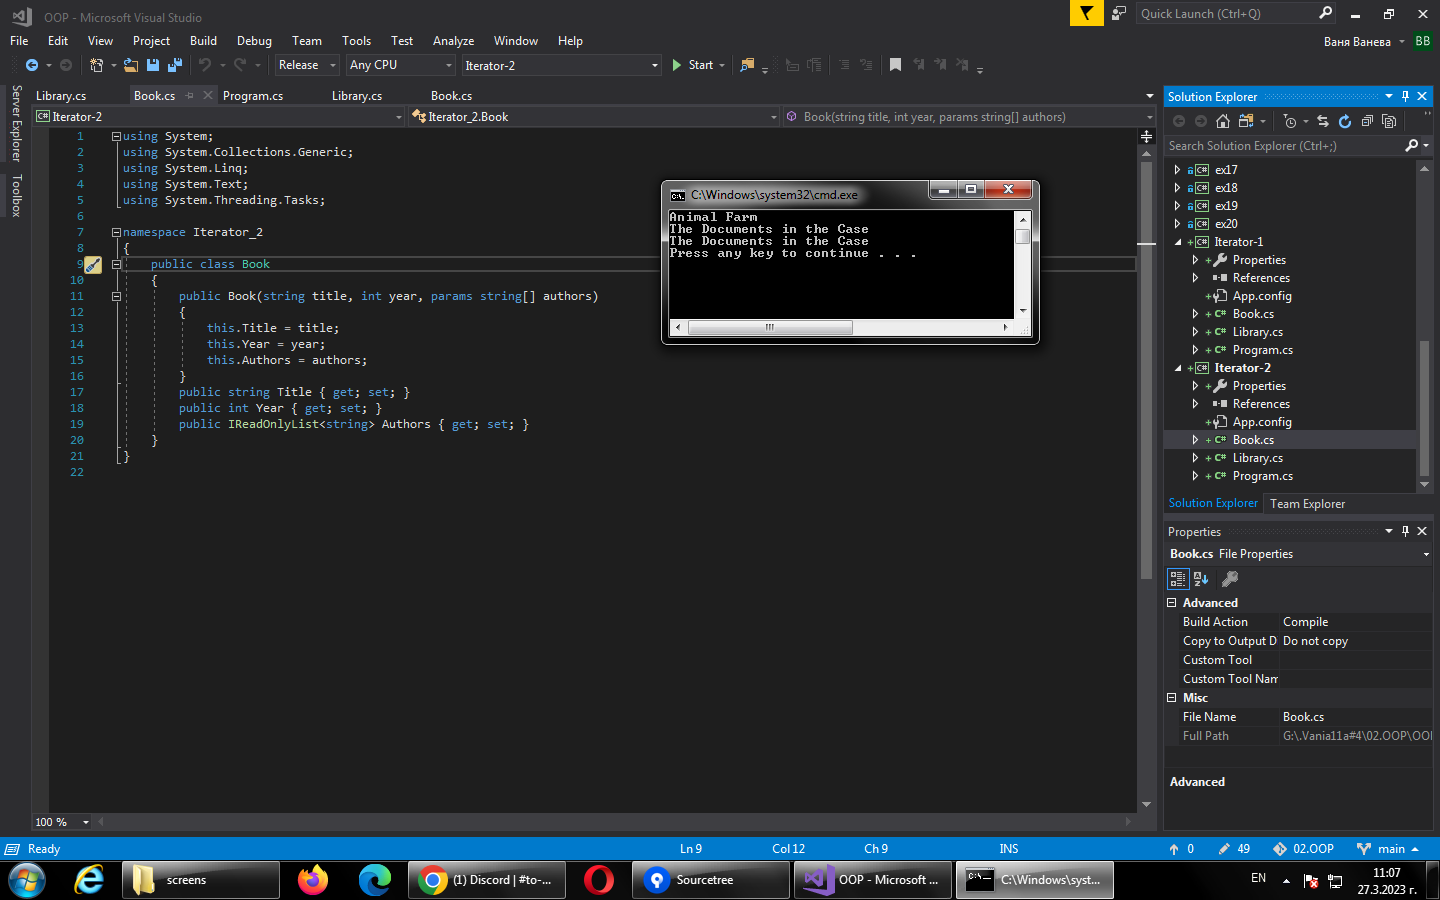 OOP - Microsoft Visual Studio
Quick Launch (Ctrl+Q)
File Edit View Project Build Debug Team Tools Test Analyze Window Help
Ваня Ванева BB
Release Any CPU Iterator-2 Start
Server Explorer
Toolbox
Library.cs Book.cs Program.cs Library.cs Book.cs
Iterator-2 Iterator_2.Book Book(string title, int year, params string[] authors)
1 using System;
2 using System.Collections.Generic;
3 using System.Linq;
4 using System.Text;
5 using System.Threading.Tasks;
6
7 namespace Iterator_2
8 {
9 public class Book
10 {
11 public Book(string title, int year, params string[] authors)
12 {
13 this.Title = title;
14 this.Year = year;
15 this.Authors = authors;
16 }
17 public string Title { get; set; }
18 public int Year { get; set; }
19 public IReadOnlyList<string> Authors { get; set; }
20 }
21 }
22
C:\Windows\system32\cmd.exe
Animal Farm
The Documents in the Case
The Documents in the Case
Press any key to continue . . .
Solution Explorer
Search Solution Explorer (Ctrl+;)
C# ex17
C# ex18
C# ex19
C# ex20
C# Iterator-1
Properties
References
App.config
C# Book.cs
C# Library.cs
C# Program.cs
C# Iterator-2
Properties
References
App.config
C# Book.cs
C# Library.cs
C# Program.cs
Solution Explorer Team Explorer
Properties
Book.cs File Properties
Advanced
Build Action Compile
Copy to Output D Do not copy
Custom Tool
Custom Tool Nam
Misc
File Name Book.cs
Full Path G:\.Vania11a#4\02.OOP\OOP
Advanced
100 %
Ready Ln 9 Col 12 Ch 9 INS 0 49 02.OOP main
screens (1) Discord | #to-... Sourcetree OOP - Microsoft ... C:\Windows\syst... EN 11:07
27.3.2023 г.